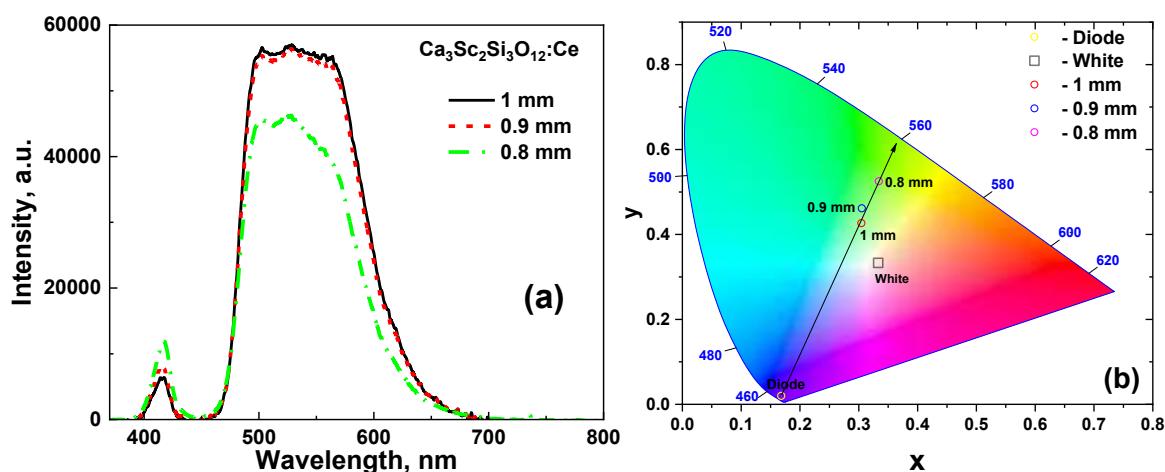 60000
40000
20000
0
400
500
600
700
800
Intensity, a.u.
Wavelength, nm
Ca₃Sc₂Si₃O₁₂:Ce
1 mm
0.9 mm
0.8 mm
(a)
0.8
0.6
0.4
0.2
0.0
0.0
0.1
0.2
0.3
0.4
0.5
0.6
0.7
0.8
y
x
520
540
560
580
600
620
500
480
460
- Diode
- White
- 1 mm
- 0.9 mm
- 0.8 mm
0.8 mm
0.9 mm
1 mm
White
Diode
(b)